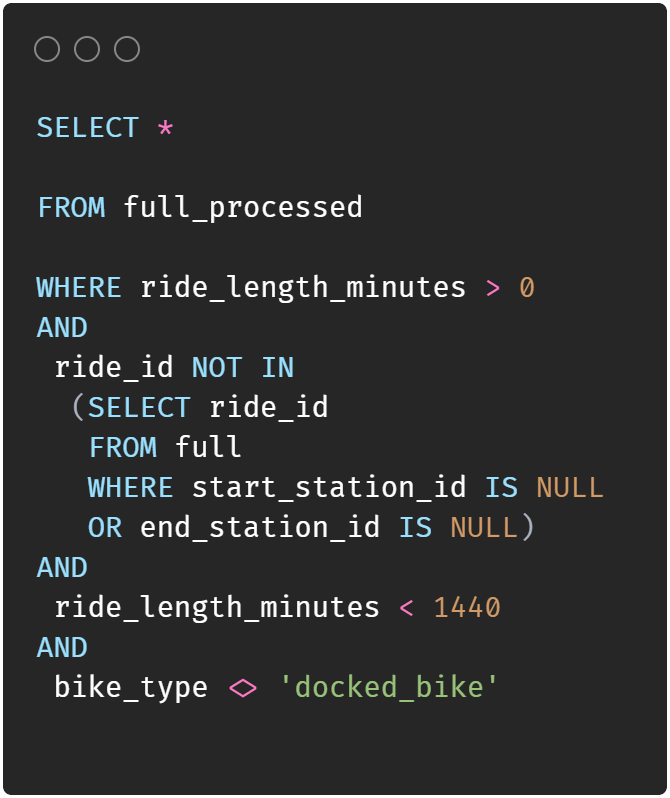 SELECT *
FROM full_processed
WHERE ride_length_minutes > 0
AND
ride_id NOT IN
(SELECT ride_id
FROM full
WHERE start_station_id IS NULL
OR end_station_id IS NULL)
AND
ride_length_minutes < 1440
AND
bike_type <> 'docked_bike'